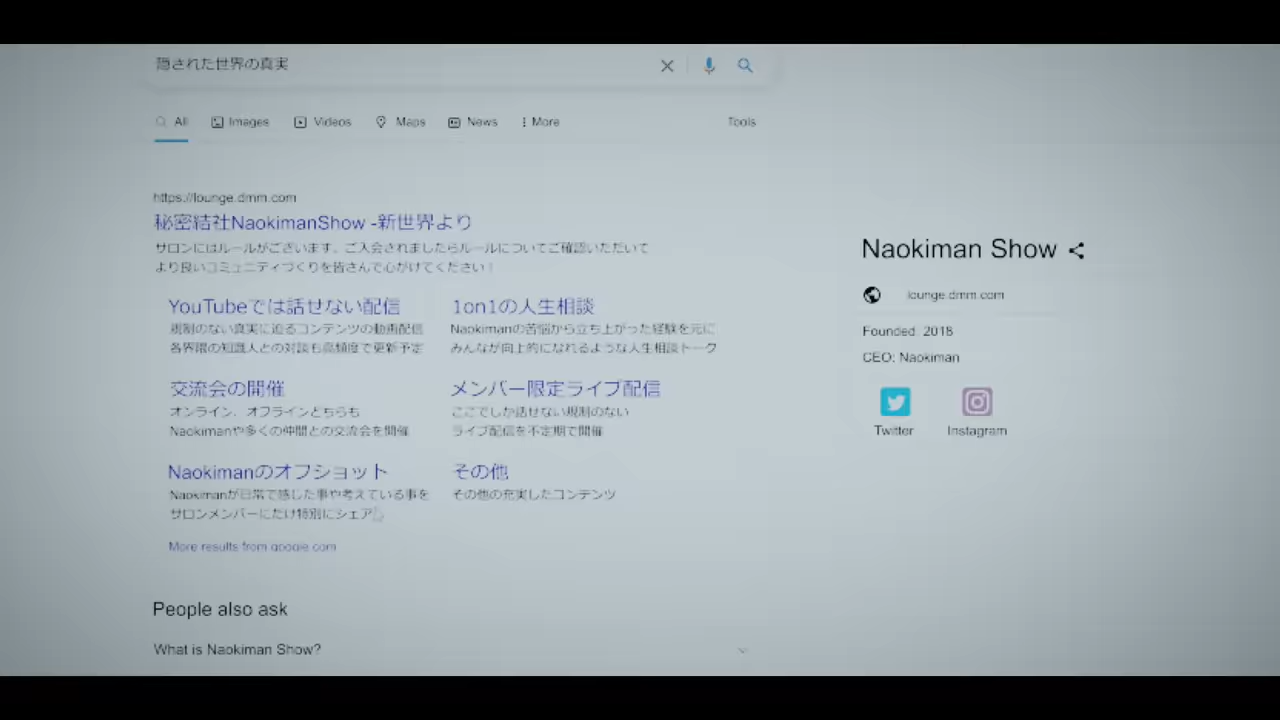 隠された世界の真実
All Images Videos Maps News More Tools
https://lounge.dmm.com
秘密結社NaokimanShow -新世界より
サロンにはルールがございます。ご入会されましたらルールについてご確認いただいて
より良いコミュニティづくりを皆さんで心がけてください！
YouTubeでは話せない配信
規制のない真実に迫るコンテンツの動画配信
各界隈の知識人との対談も高頻度で更新予定
1on1の人生相談
Naokimanの苦悩から立ち上がった経験を元に
みんなが向上的になれるような人生相談トーク
交流会の開催
オンライン、オフラインどちらも
Naokimanや多くの仲間との交流会を開催
メンバー限定ライブ配信
ここでしか話せない規制のない
ライブ配信を不定期で開催
Naokimanのオフショット
Naokimanが日常で感じた事や考えている事を
サロンメンバーにだけ特別にシェア
その他
その他の充実したコンテンツ
More results from google.com
People also ask
What is Naokiman Show?
Naokiman Show
lounge.dmm.com
Founded: 2018
CEO: Naokiman
Twitter Instagram